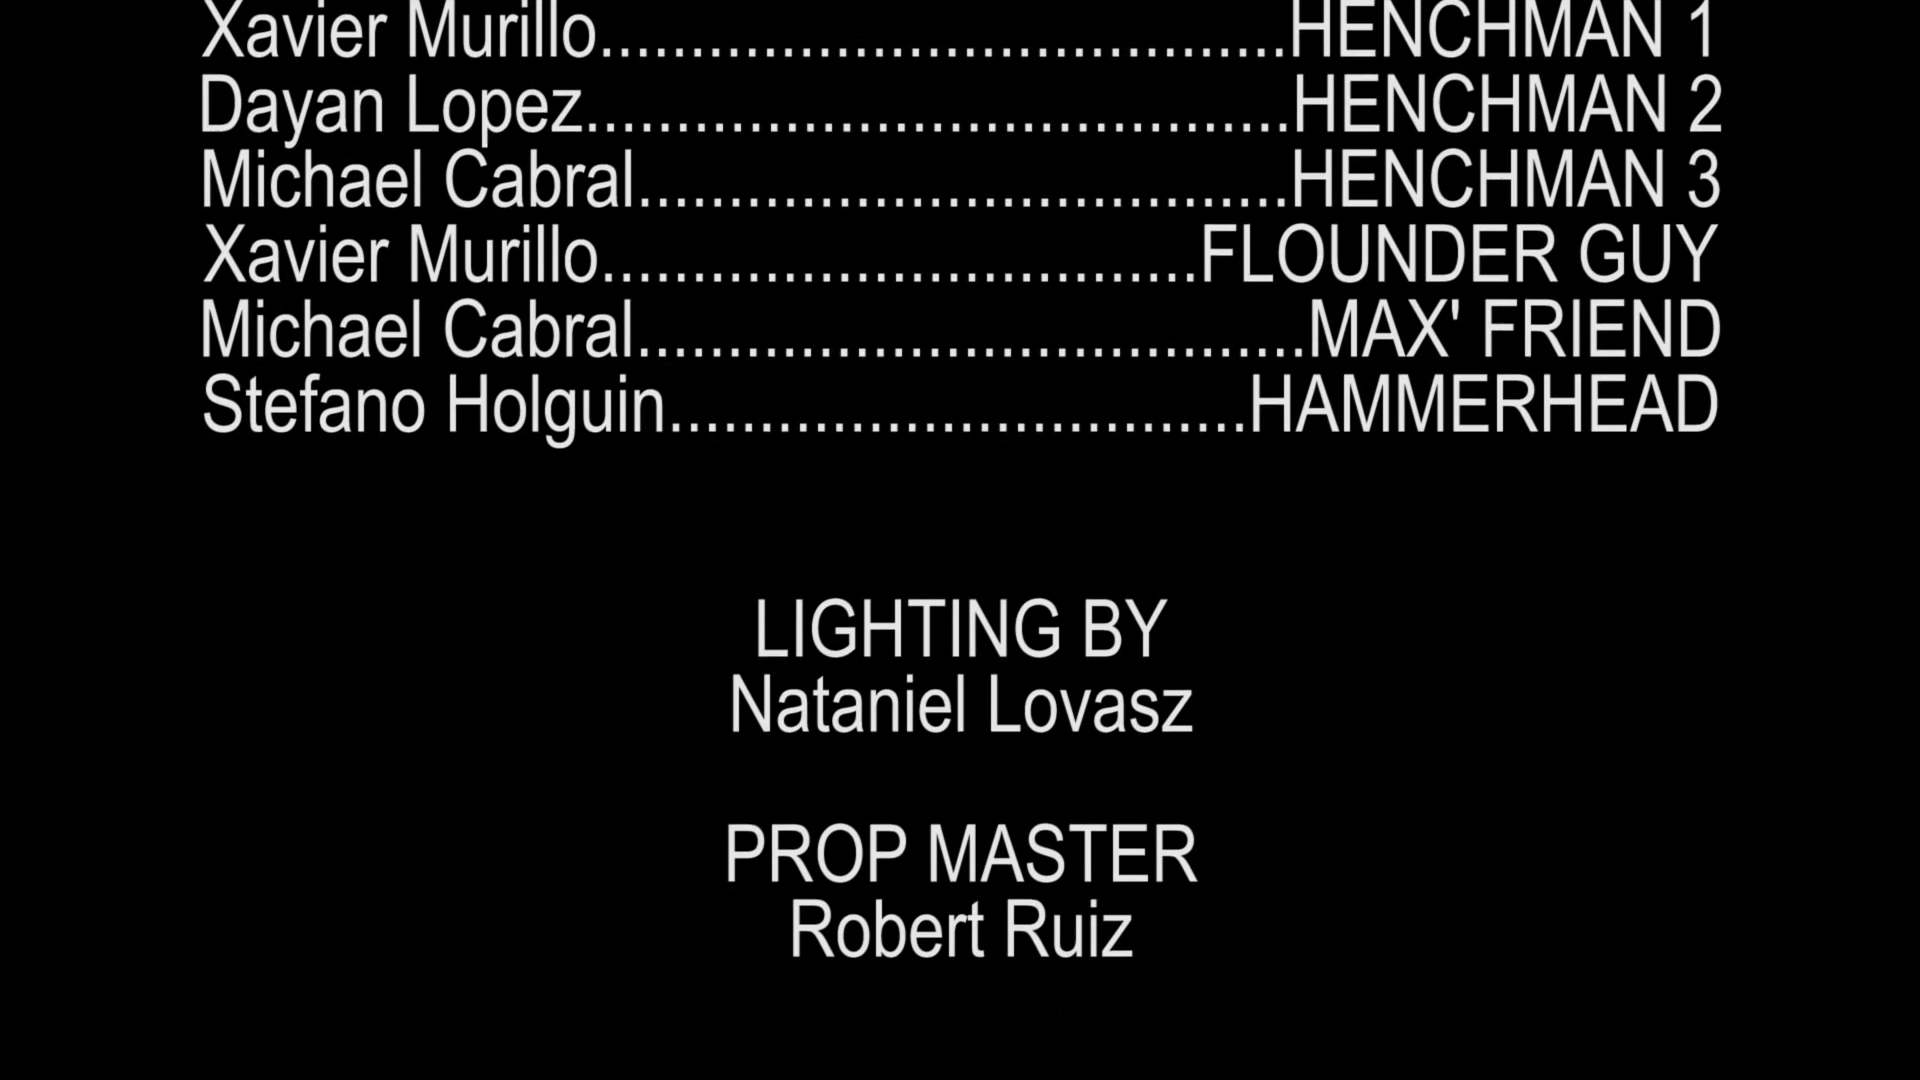 Xavier Murillo......................................HENCHMAN 1
Dayan Lopez.......................................HENCHMAN 2
Michael Cabral....................................HENCHMAN 3
Xavier Murillo.................................FLOUNDER GUY
Michael Cabral.....................................MAX' FRIEND
Stefano Holguin................................HAMMERHEAD
LIGHTING BY
Nataniel Lovasz
PROP MASTER
Robert Ruiz